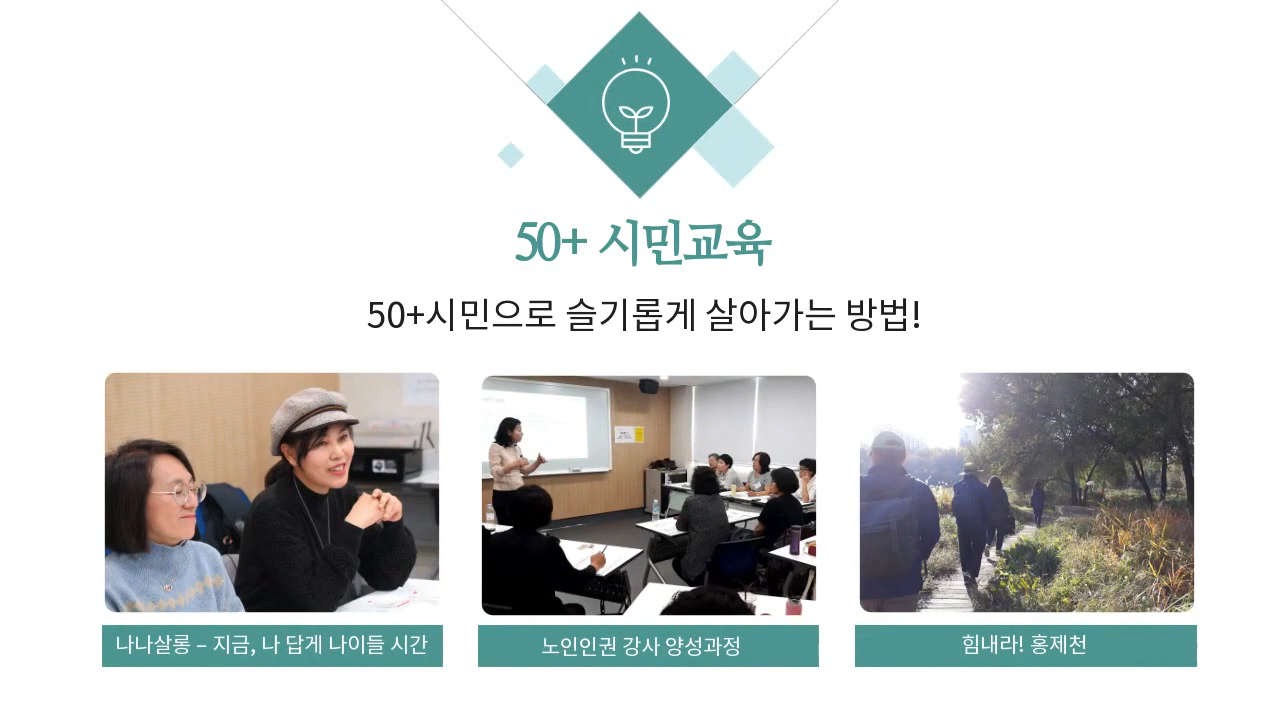 50+ 시민교육
50+시민으로 슬기롭게 살아가는 방법!
나나살롱 – 지금, 나 답게 나이들 시간
노인인권 강사 양성과정
힘내라! 홍제천